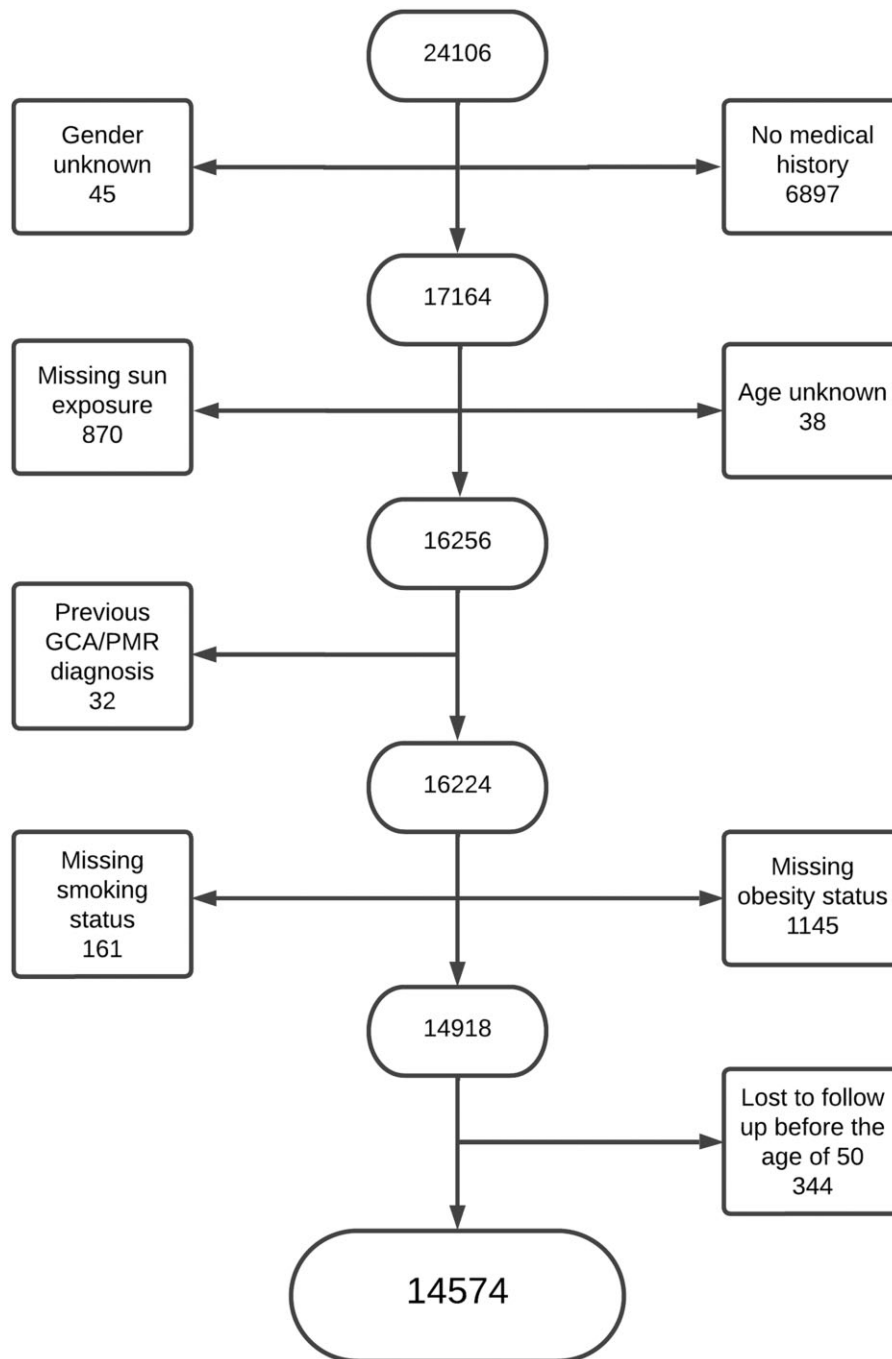 24106
Gender
unknown
45
No medical
history
6897
17164
Missing sun
exposure
870
Age unknown
38
16256
Previous
GCA/PMR
diagnosis
32
16224
Missing
smoking
status
161
Missing
obesity status
1145
14918
Lost to follow
up before the
age of 50
344
14574